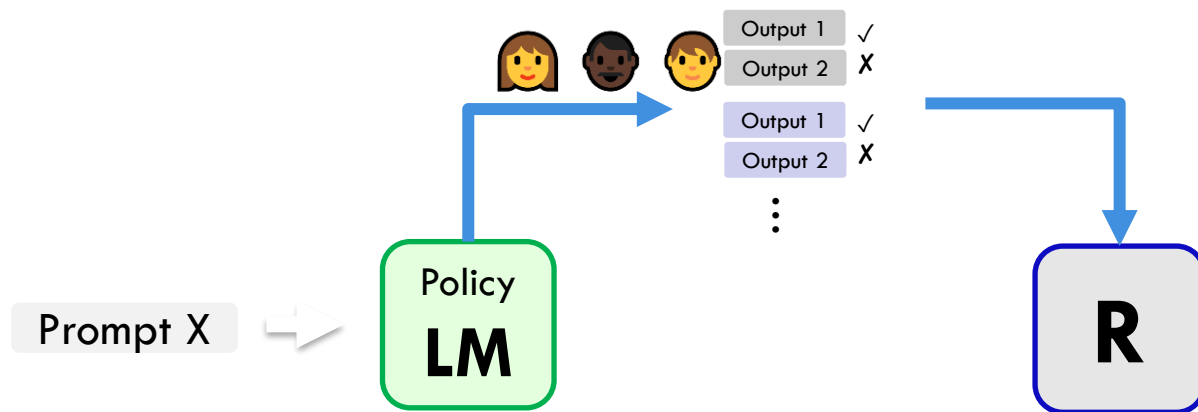 Output 1 ✓
Output 2 ✗
Output 1 ✓
Output 2 ✗
⋮
Policy
LM
Prompt X
R